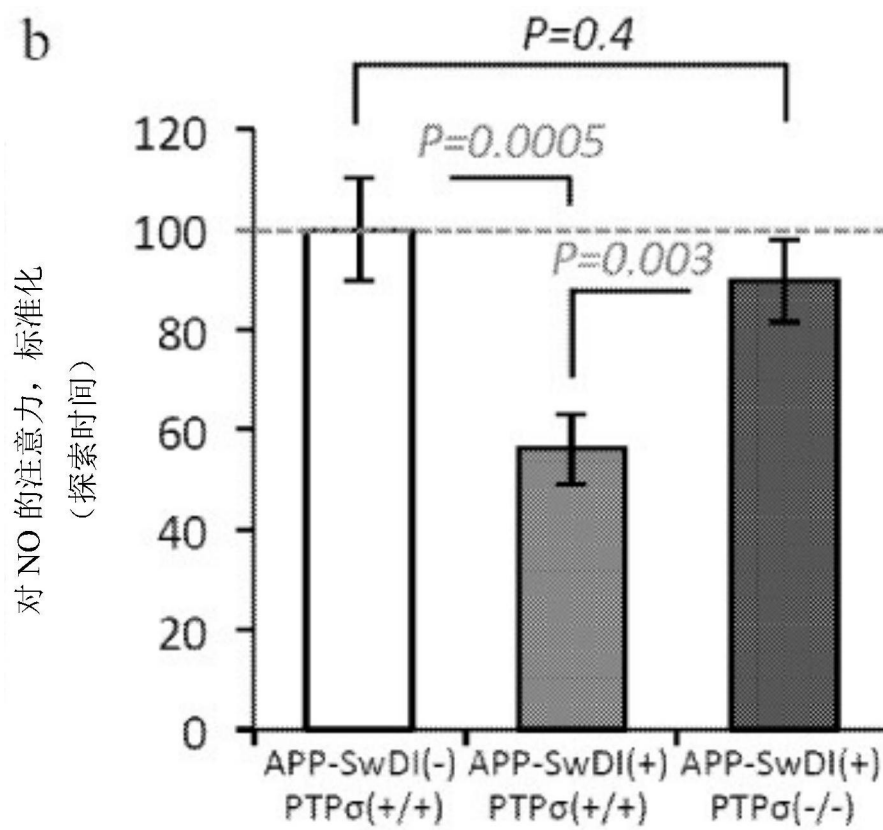 b
P=0.4
P=0.0005
P=0.003
120
100
80
60
40
20
0
对 NO 的注意力，标准化
（探索时间）
APP-SwDI(-) APP-SwDI(+) APP-SwDI(+)
PTPσ(+/+) PTPσ(+/+) PTPσ(-/-)